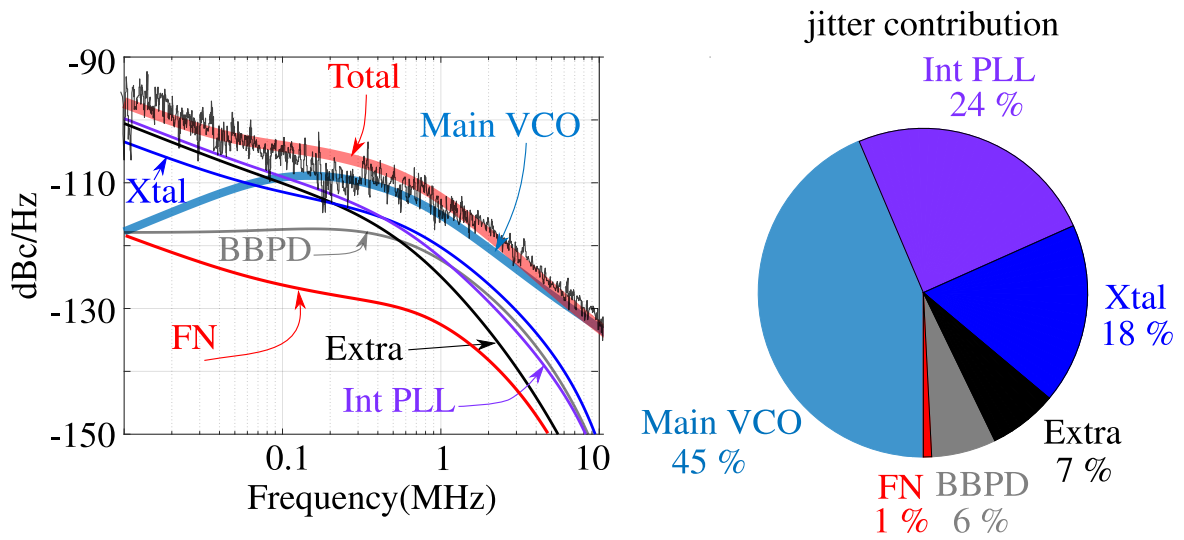 -90
-110
-130
-150
dBc/Hz
0.1
1
10
Frequency(MHz)
Total
Main VCO
Xtal
BBPD
FN
Extra
Int PLL
jitter contribution
Int PLL
24 %
Xtal
18 %
Extra
7 %
BBPD
6 %
FN
1 %
Main VCO
45 %